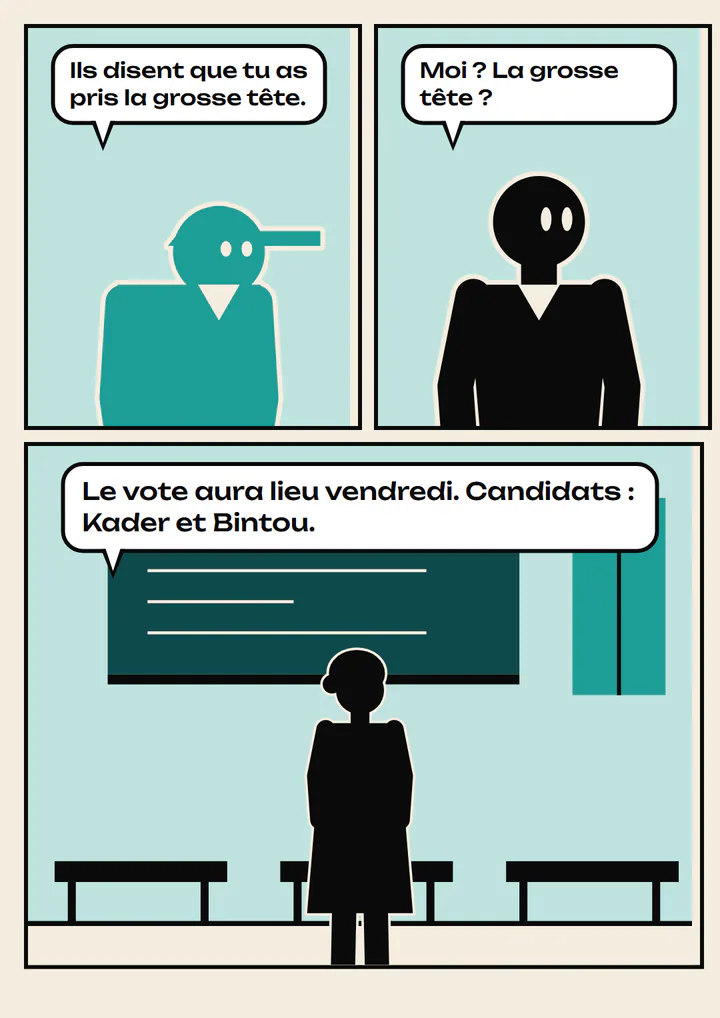 Ils disent que tu as
pris la grosse tête.
Moi ? La grosse
tête ?
Le vote aura lieu vendredi. Candidats :
Kader et Bintou.